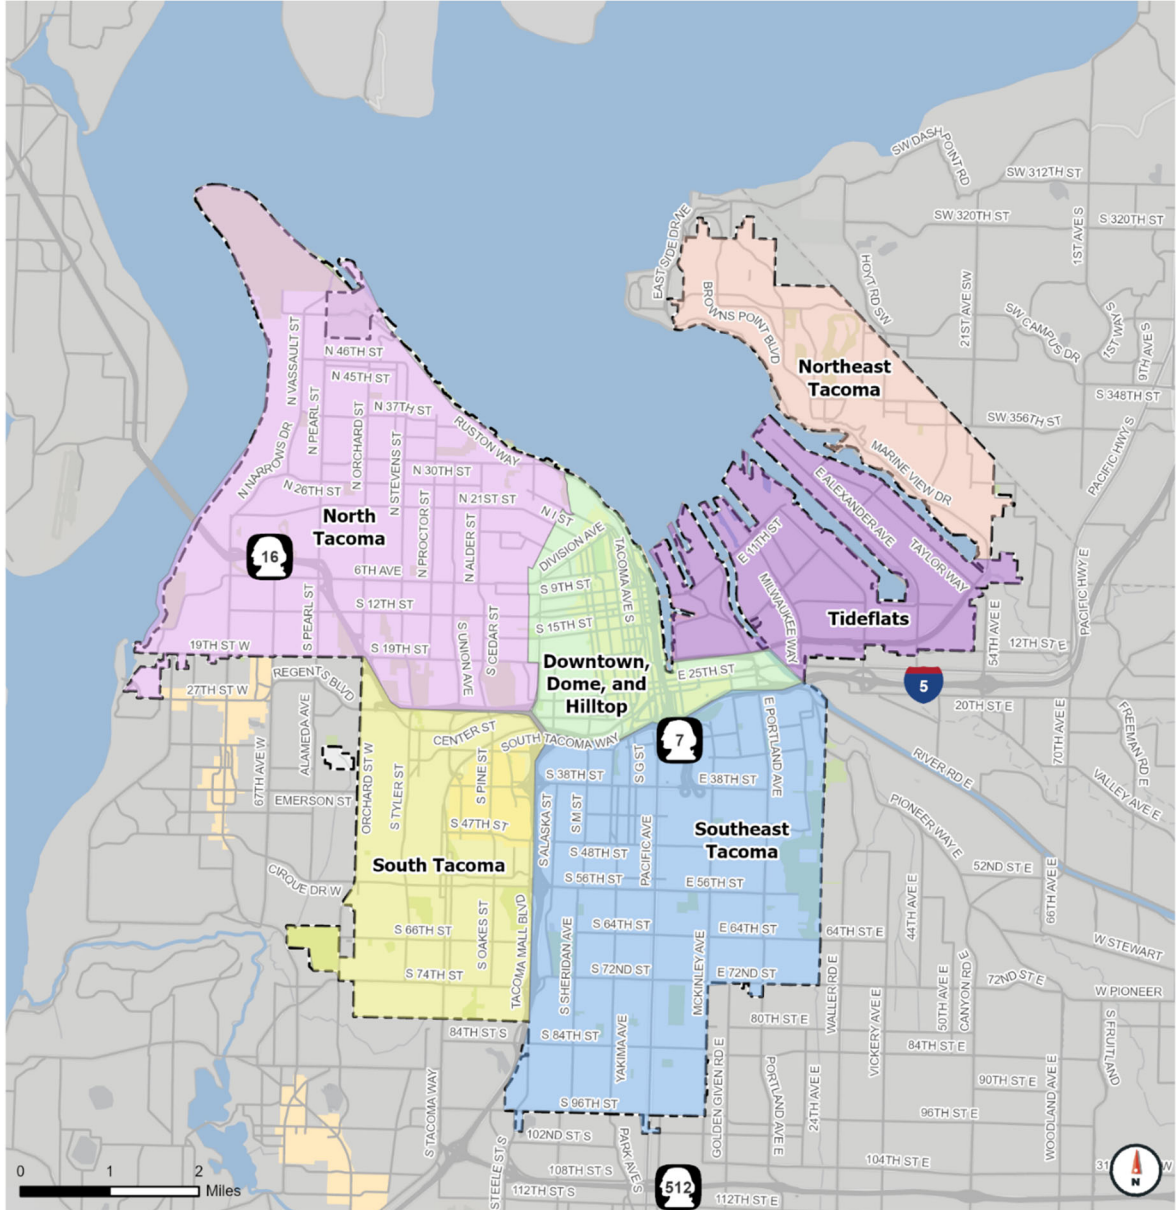 SW DASH
POINT RD
SW 312TH ST
SW 320TH ST
S 320TH ST
1ST AVE S
EAST SIDE DR NE
HOYT RD SW
21ST AVE SW
SW CAMPUS DR
1ST WAY S
9TH AVE S
BROWNS POINT BLVD
N VASSAULT ST
N 46TH ST
N 45TH ST
Northeast
Tacoma
S 348TH ST
N PEARL ST
N ORCHARD ST
N 37TH ST
RUSTON WAY
SW 356TH ST
PACIFIC HWY S
N NARROWS DR
N STEVENS ST
N 30TH ST
MARINE VIEW DR
E ALEXANDER AVE
N 26TH ST
N PROCTOR ST
N 21ST ST
N I ST
North
Tacoma
N ALDER ST
DIVISION AVE
TACOMA AVE S
E 11TH ST
TAYLOR WAY
PACIFIC HWY E
16
6TH AVE
S 9TH ST
MILWAUKEE WAY
S PEARL ST
S 12TH ST
S CEDAR ST
S UNION AVE
S 15TH ST
Tideflats
54TH AVE E
12TH ST E
19TH ST W
S 19TH ST
Downtown,
Dome, and
Hilltop
E 25TH ST
5
27TH ST W
REGENTS BLVD
20TH ST E
E PORTLAND AVE
67TH AVE W
ALAMEDA AVE
CENTER ST
SOUTH TACOMA WAY
7
S G ST
70TH AVE E
FREEMAN RD E
RIVER RD E
VALLEY AVE E
EMERSON ST
ORCHARD ST W
S TYLER ST
S PINE ST
S 38TH ST
E 38TH ST
S 47TH ST
S ALASKA ST
S M ST
PACIFIC AVE
Southeast
Tacoma
PIONEER WAY E
S 48TH ST
South Tacoma
CIRQUE DR W
S 56TH ST
E 56TH ST
52ND ST E
44TH AVE E
66TH AVE E
S 66TH ST
S OAKES ST
TACOMA MALL BLVD
S SHERIDAN AVE
S 64TH ST
MCKINLEY AVE
E 64TH ST
64TH ST E
W STEWART
S 74TH ST
S 72ND ST
E 72ND ST
WALLER RD E
VICKERY AVE E
50TH AVE E
CANYON RD E
72ND ST E
W PIONEER
84TH ST S
S 84TH ST
YAKIMA AVE
80TH ST E
84TH ST E
S FRUITLAND
S TACOMA WAY
GOLDEN GIVEN RD E
PORTLAND AVE E
24TH AVE E
90TH ST E
WOODLAND AVE E
S 96TH ST
96TH ST E
102ND ST S
PARK AVE S
STEELE ST S
108TH ST S
104TH ST E
W
112TH ST S
512
112TH ST E
0 1 2
Miles
N